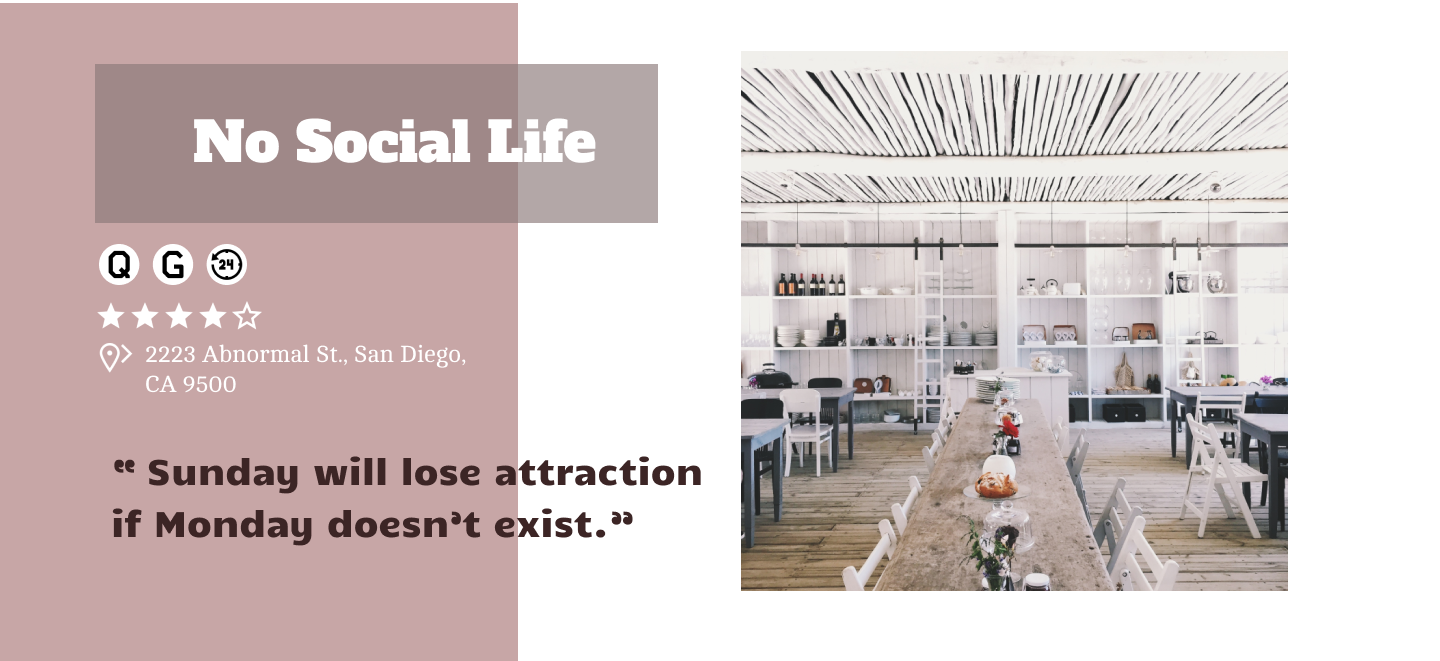 No Social Life
Q G 24
2223 Abnormal St., San Diego,
CA 9500
“ Sunday will lose attraction
if Monday doesn’t exist.”